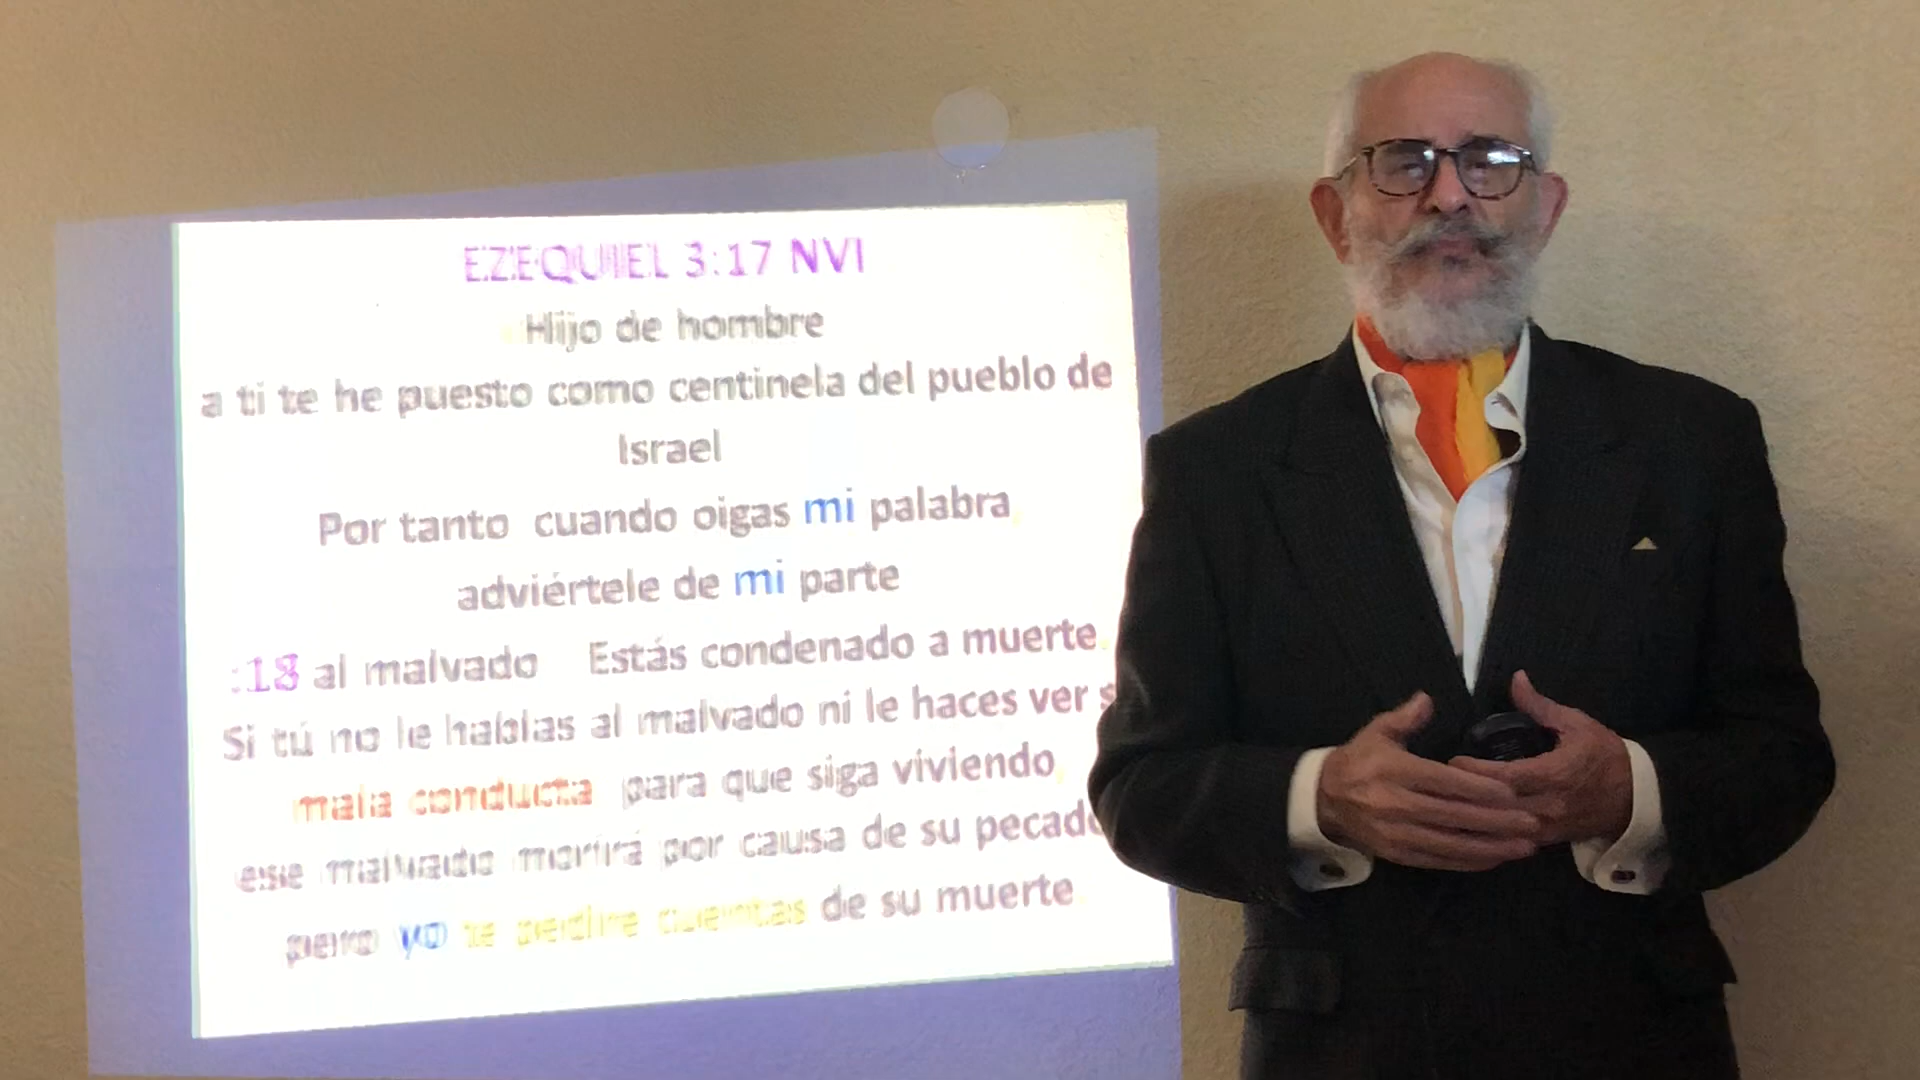 EZEQUIEL 3:17 NVI
Hijo de hombre
a ti te he puesto como centinela del pueblo de
Israel
Por tanto cuando oigas mi palabra,
adviértele de mi parte
:18 al malvado Estás condenado a muerte.
Si tú no le hablas al malvado ni le haces ver s
mala conducta para que siga viviendo,
ese malvado morirá por causa de su pecado
pero yo te pediré cuentas de su muerte.